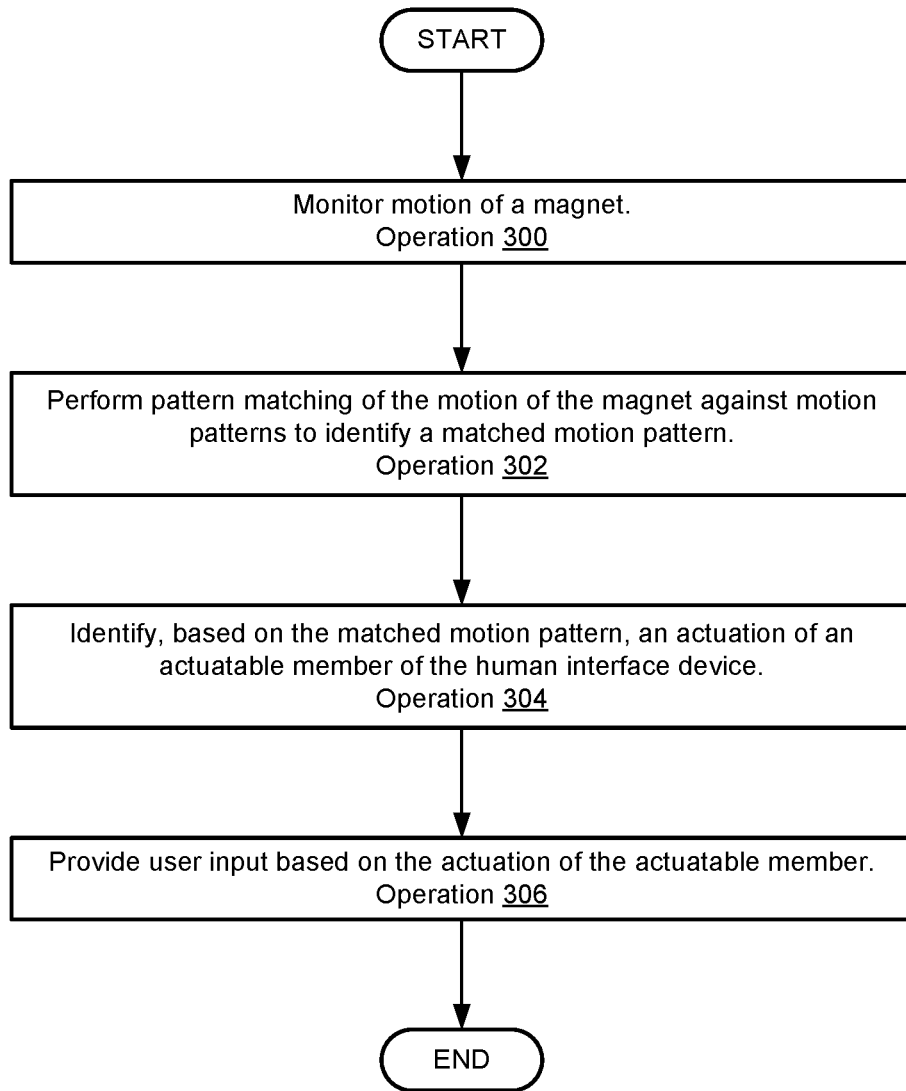 START
Monitor motion of a magnet.
Operation 300
Perform pattern matching of the motion of the magnet against motion
patterns to identify a matched motion pattern.
Operation 302
Identify, based on the matched motion pattern, an actuation of an
actuatable member of the human interface device.
Operation 304
Provide user input based on the actuation of the actuatable member.
Operation 306
END